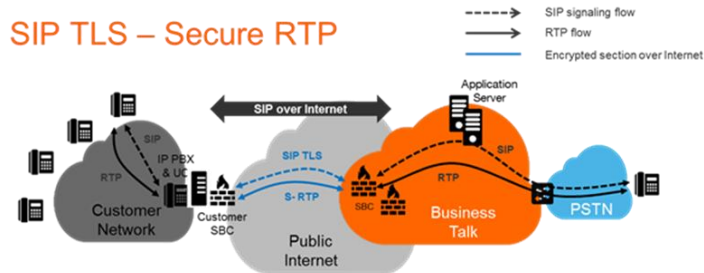 SIP TLS – Secure RTP
SIP signaling flow
RTP flow
Encrypted section over Internet
Application
Server
SIP over Internet
SIP
IP PBX
& UC
RTP
SIP TLS
S- RTP
SIP
RTP
SBC
Customer
Network
Customer
SBC
Public
Internet
Business
Talk
PSTN